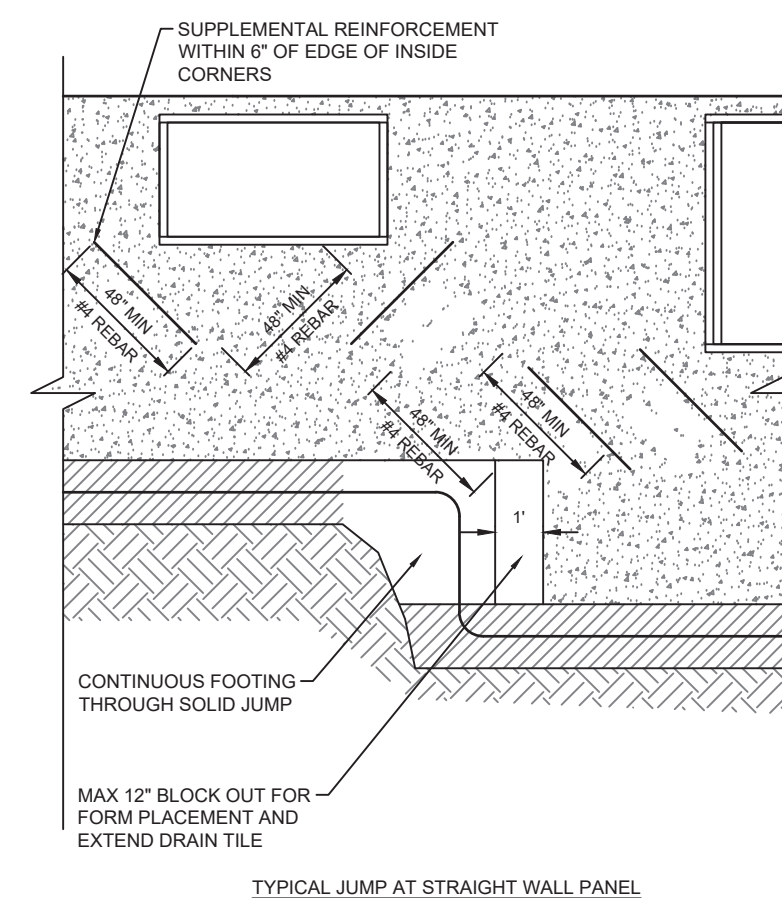 SUPPLEMENTAL REINFORCEMENT
WITHIN 6" OF EDGE OF INSIDE
CORNERS
48" MIN
#4 REBAR
48" MIN
#4 REBAR
48" MIN
#4 REBAR
48" MIN
#4 REBAR
1'
CONTINUOUS FOOTING
THROUGH SOLID JUMP
MAX 12" BLOCK OUT FOR
FORM PLACEMENT AND
EXTEND DRAIN TILE
TYPICAL JUMP AT STRAIGHT WALL PANEL